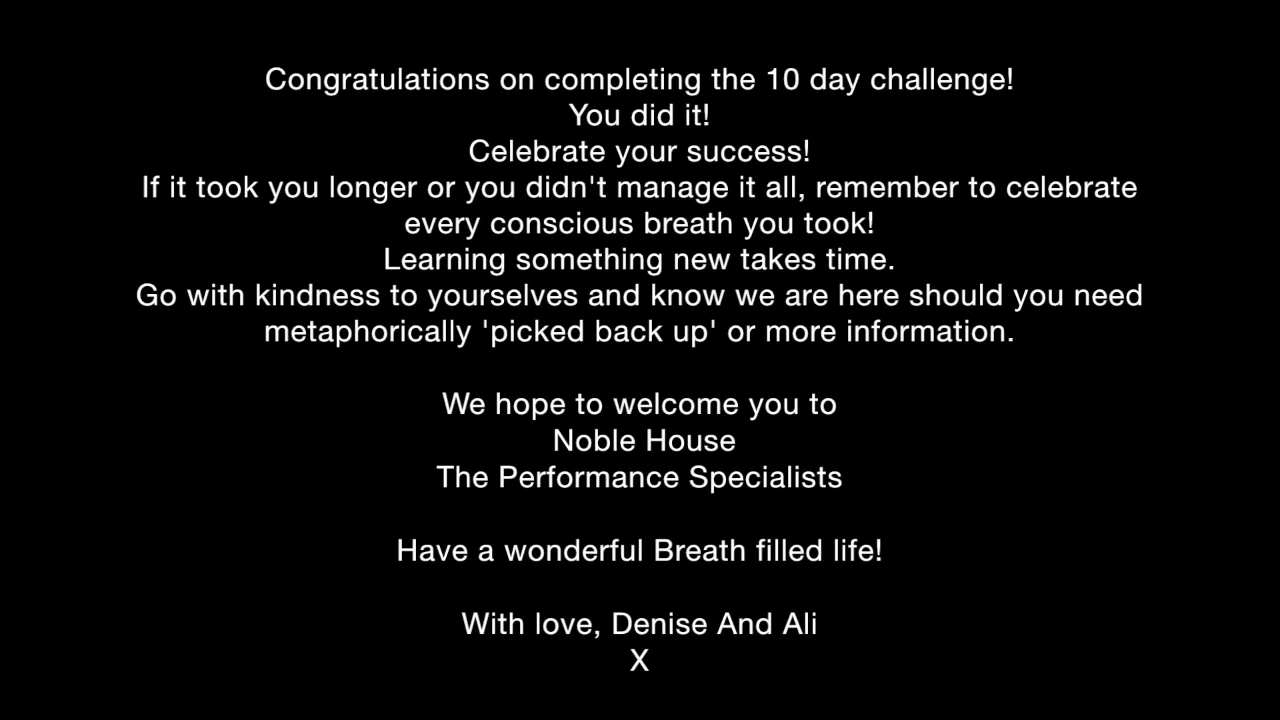 Congratulations on completing the 10 day challenge!
You did it!
Celebrate your success!
If it took you longer or you didn't manage it all, remember to celebrate
every conscious breath you took!
Learning something new takes time.
Go with kindness to yourselves and know we are here should you need
metaphorically 'picked back up' or more information.
We hope to welcome you to
Noble House
The Performance Specialists
Have a wonderful Breath filled life!
With love, Denise And Ali
X